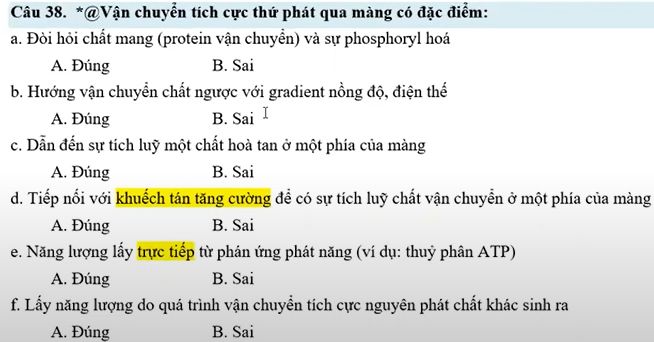 Câu 38. *@Vận chuyển tích cực thứ phát qua màng có đặc điểm:
a. Đòi hỏi chất mang (protein vận chuyển) và sự phosphoryl hoá
A. Đúng B. Sai
b. Hướng vận chuyển chất ngược với gradient nồng độ, điện thế
A. Đúng B. Sai
c. Dẫn đến sự tích luỹ một chất hoà tan ở một phía của màng
A. Đúng B. Sai
d. Tiếp nối với khuếch tán tăng cường để có sự tích luỹ chất vận chuyển ở một phía của màng
A. Đúng B. Sai
e. Năng lượng lấy trực tiếp từ phán ứng phát năng (ví dụ: thuỷ phân ATP)
A. Đúng B. Sai
f. Lấy năng lượng do quá trình vận chuyển tích cực nguyên phát chất khác sinh ra
A. Đúng B. Sai